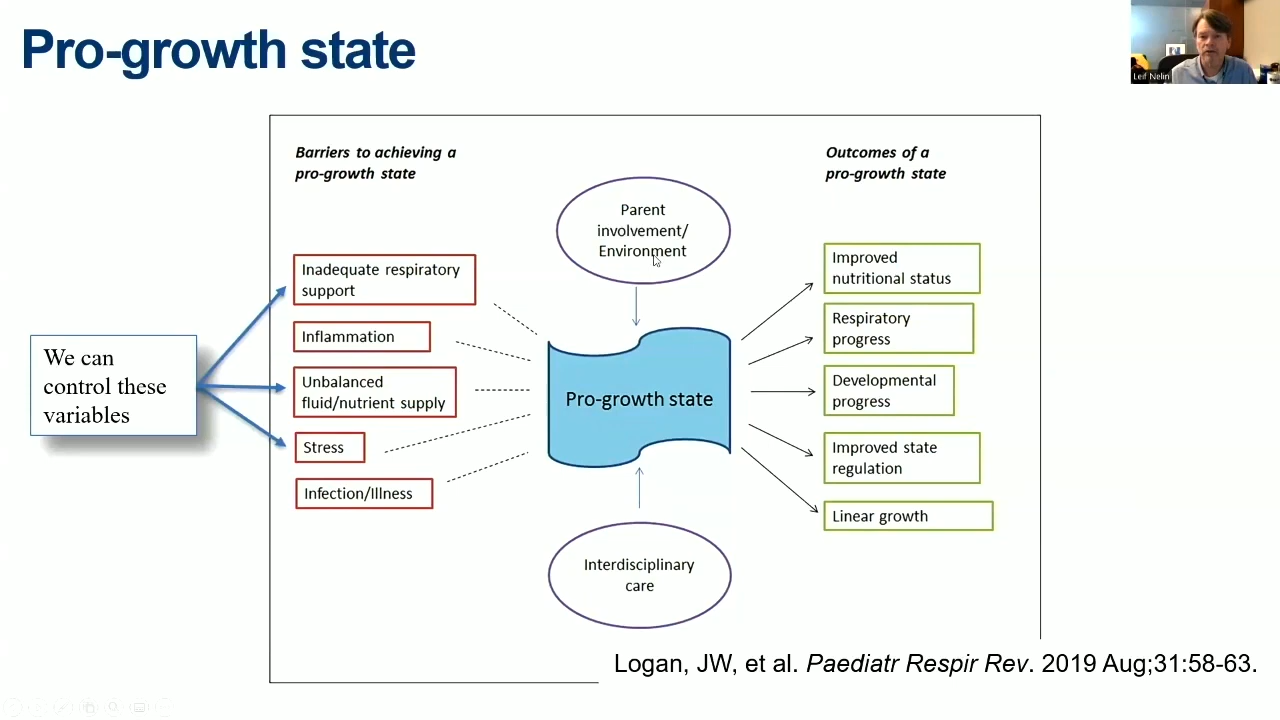 Pro-growth state
Leif Nelin
Barriers to achieving a
pro-growth state
Outcomes of a
pro-growth state
Parent
involvement/
Environment
Inadequate respiratory
support
Inflammation
Unbalanced
fluid/nutrient supply
Stress
Infection/Illness
We can
control these
variables
Pro-growth state
Interdisciplinary
care
Improved
nutritional status
Respiratory
progress
Developmental
progress
Improved state
regulation
Linear growth
Logan, JW, et al. Paediatr Respir Rev. 2019 Aug;31:58-63.